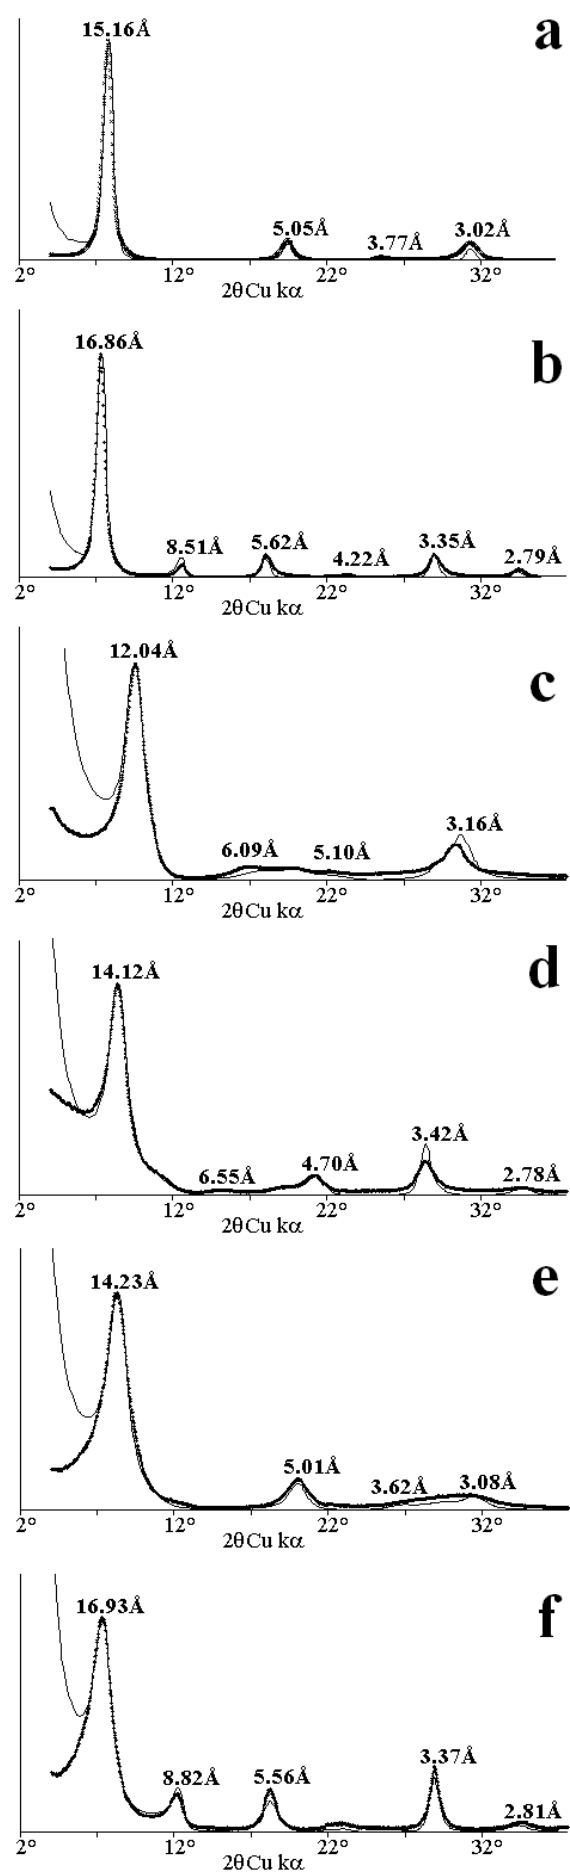 a
15.16Å
5.05Å 3.77Å 3.02Å
2° 12° 22° 32°
2θCu kα
b
16.86Å
8.51Å 5.62Å 4.22Å 3.35Å 2.79Å
2° 12° 22° 32°
2θCu kα
c
12.04Å
6.09Å 5.10Å 3.16Å
2° 12° 22° 32°
2θCu kα
d
14.12Å
6.55Å 4.70Å 3.42Å 2.78Å
2° 12° 22° 32°
2θCu kα
e
14.23Å
5.01Å 3.62Å 3.08Å
2° 12° 22° 32°
2θCu kα
f
16.93Å
8.82Å 5.56Å 3.37Å 2.81Å
2° 12° 22° 32°
2θCu kα